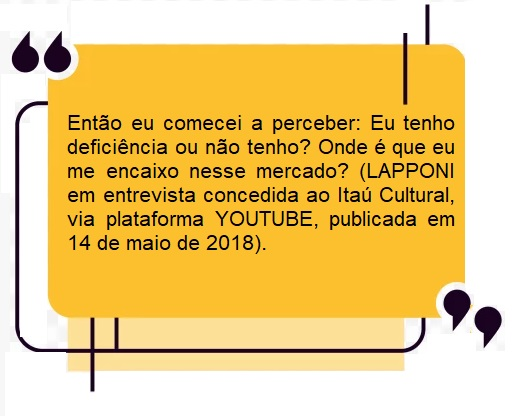 Então eu comecei a perceber: Eu tenho
deficiência ou não tenho? Onde é que eu
me encaixo nesse mercado? (LAPPONI
em entrevista concedida ao Itaú Cultural,
via plataforma YOUTUBE, publicada em
14 de maio de 2018).